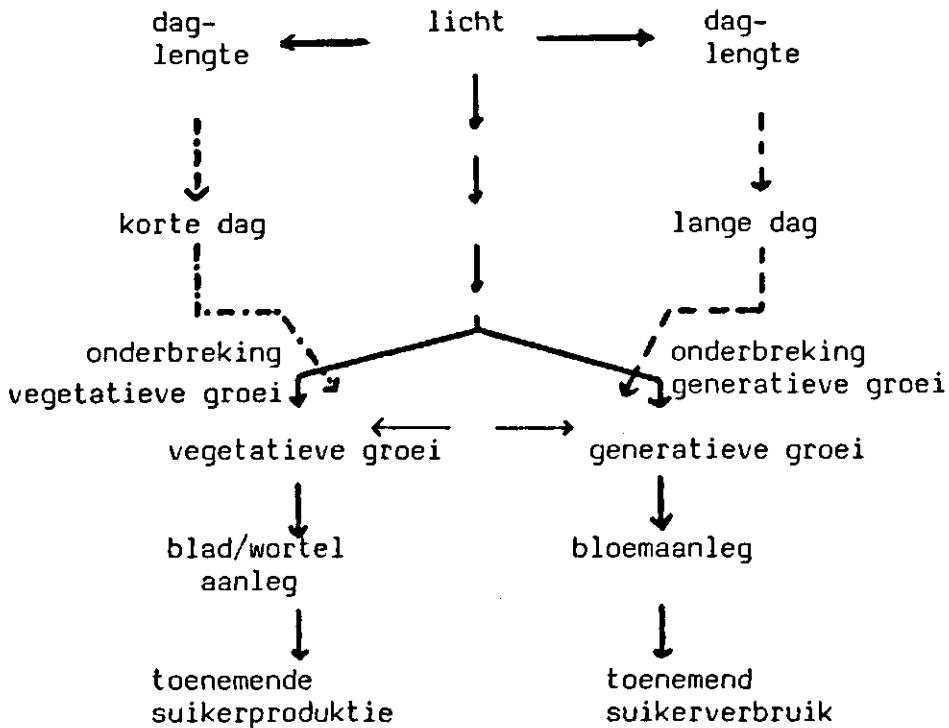 dag-
lengte
licht
dag-
lengte
korte dag
lange dag
onderbreking
vegetatieve groei
onderbreking
generatieve groei
vegetatieve groei
generatieve groei
blad/wortel
aanleg
bloemaanleg
toenemende
suikerproduktie
toenemend
suikerverbruik